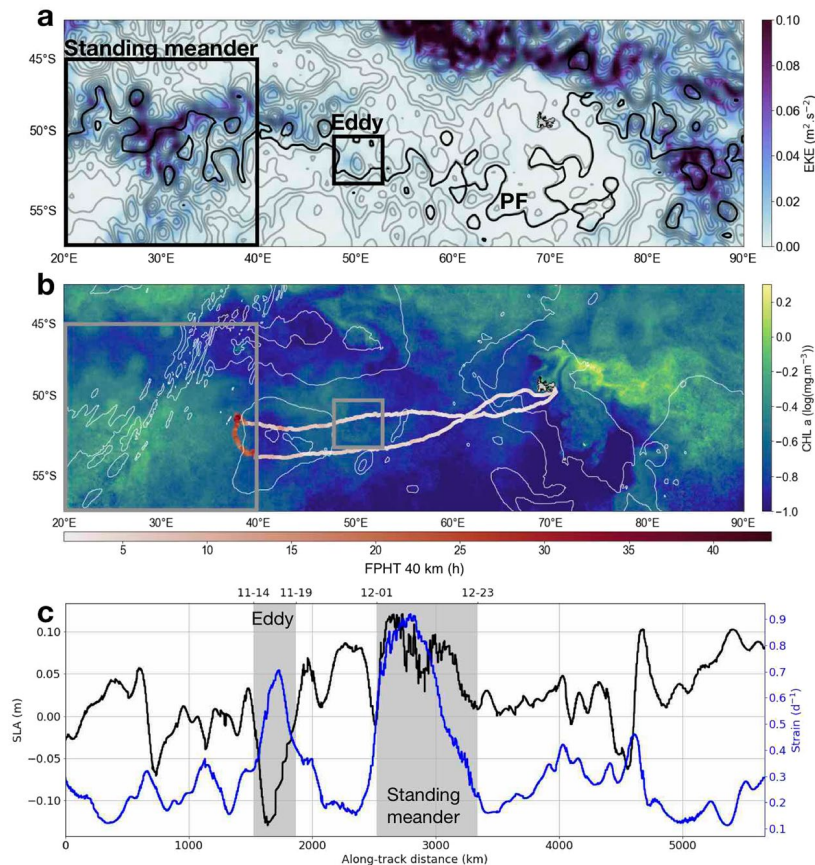 a
Standing meander
Eddy
PF
45°S
50°S
55°S
20°E 30°E 40°E 50°E 60°E 70°E 80°E 90°E
0.10
0.08
0.06
0.04
0.02
0.00
EKE (m².s⁻²)
b
45°S
50°S
55°S
20°E 30°E 40°E 50°E 60°E 70°E 80°E 90°E
0.2
0.0
−0.2
−0.4
−0.6
−0.8
−1.0
CHL a (log(mg.m⁻³))
5 10 15 20 25 30 35 40
FPHT 40 km (h)
c
11-14 11-19 12-01 12-23
Eddy
Standing
meander
0.10
0.05
0.00
−0.05
−0.10
SLA (m)
0.9
0.8
0.7
0.6
0.5
0.4
0.3
0.2
0.1
Strain (d⁻¹)
0 1000 2000 3000 4000 5000
Along-track distance (km)